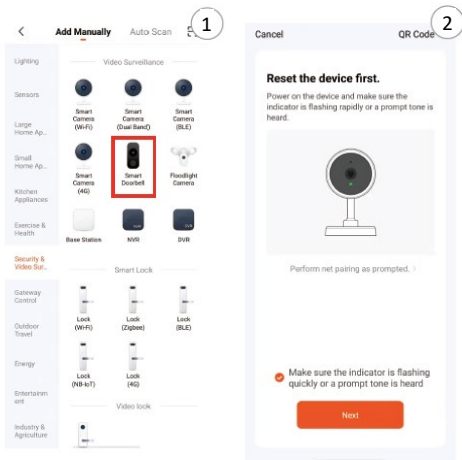 Add Manually
Auto Scan
1
Lighting
Sensors
Large
Home Ap..
Small
Home Ap..
Kitchen
Appliances
Exercise &
Health
Security &
Video Sur..
Gateway
Control
Outdoor
Travel
Energy
Entertainm
ent
Industry &
Agriculture
Video Surveillance
Smart
Camera
(Wi-Fi)
Smart
Camera
(Dual Band)
Smart
Camera
(BLE)
Smart
Camera
(4G)
Smart
Doorbell
Floodlight
Camera
Base Station
NVR
DVR
Smart Lock
Lock
(Wi-Fi)
Lock
(Zigbee)
Lock
(BLE)
Lock
(NB-IoT)
Lock
(4G)
Video look
2
Cancel
QR Code
Reset the device first.
Power on the device and make sure the
indicator is flashing rapidly or a prompt tone is
heard.
Perform net pairing as prompted.
Make sure the indicator is flashing
quickly or a prompt tone is heard
Next